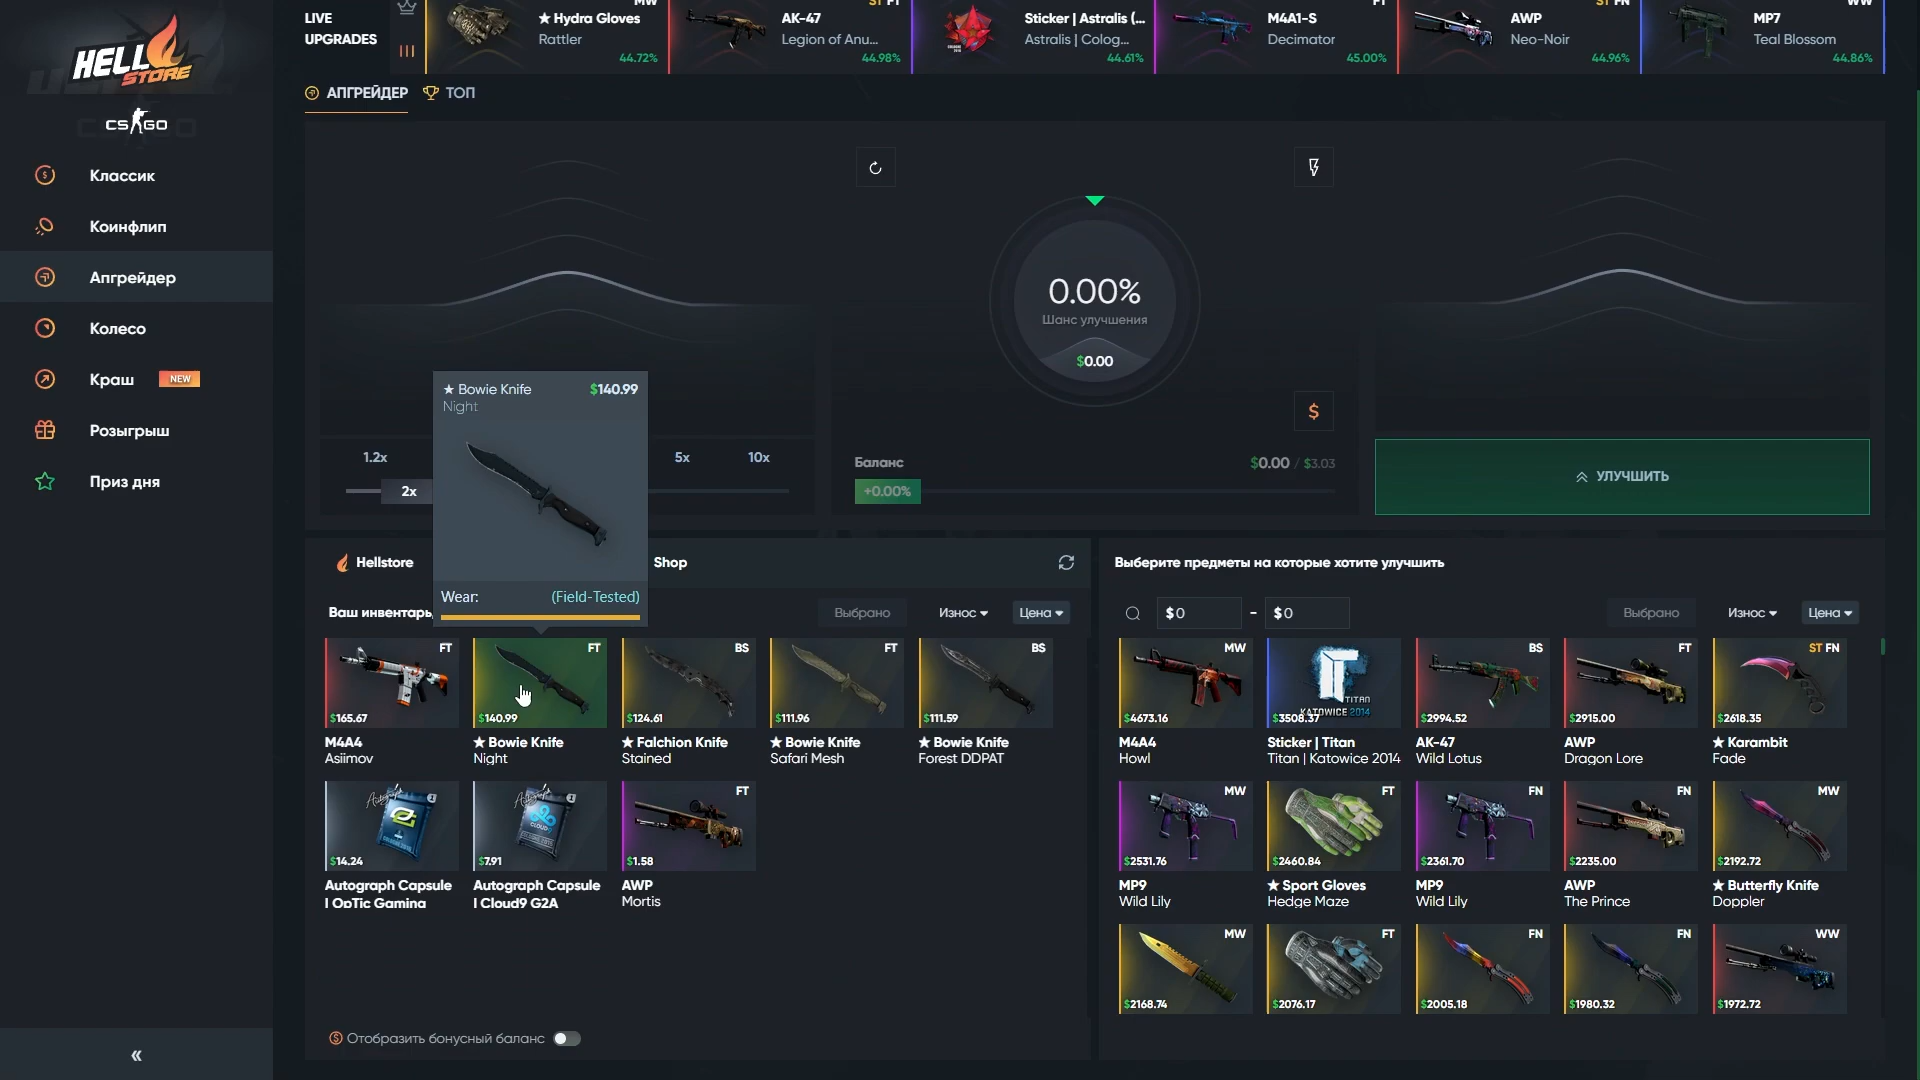 LIVE
UPGRADES
MW
★ Hydra Gloves
Rattler
44.72%
ST FT
AK-47
Legion of Anu...
44.98%
Sticker | Astralis (...
Astralis | Colog...
44.61%
FT
M4A1-S
Decimator
45.00%
ST FN
AWP
Neo-Noir
44.96%
WW
MP7
Teal Blossom
44.86%
HELL
STORE
CS GO
Классик
Коинфлип
Апгрейдер
Колесо
Краш NEW
Розыгрыш
Приз дня
«
АПГРЕЙДЕР ТОП
0.00%
Шанс улучшения
$0.00
$
1.2x 5x 10x
2x
Баланс $0.00 / $3.03
+0.00%
УЛУЧШИТЬ
★ Bowie Knife $140.99
Night
Wear: (Field-Tested)
Hellstore Shop
Ваш инвентарь, Выбрано Износ Цена
FT
$165.67
M4A4
Asiimov
FT
$140.99
★ Bowie Knife
Night
BS
$124.61
★ Falchion Knife
Stained
FT
$111.96
★ Bowie Knife
Safari Mesh
BS
$111.59
★ Bowie Knife
Forest DDPAT
$14.24
Autograph Capsule
| OpTic Gaming
$7.91
Autograph Capsule
| Cloud9 G2A
FT
$1.58
AWP
Mortis
Отобразить бонусный баланс
Выберите предметы на которые хотите улучшить
$0 - $0 Выбрано Износ Цена
MW
$4673.16
M4A4
Howl
TITAN
KATOWICE 2014
$3508.37
Sticker | Titan
Titan | Katowice 2014
BS
$2994.52
AK-47
Wild Lotus
FT
$2915.00
AWP
Dragon Lore
ST FN
$2618.35
★ Karambit
Fade
MW
$2531.76
MP9
Wild Lily
FT
$2460.84
★ Sport Gloves
Hedge Maze
FN
$2361.70
MP9
Wild Lily
FN
$2235.00
AWP
The Prince
MW
$2192.72
★ Butterfly Knife
Doppler
MW
$2168.74
FT
$2076.17
FN
$2005.18
FN
$1980.32
WW
$1972.72